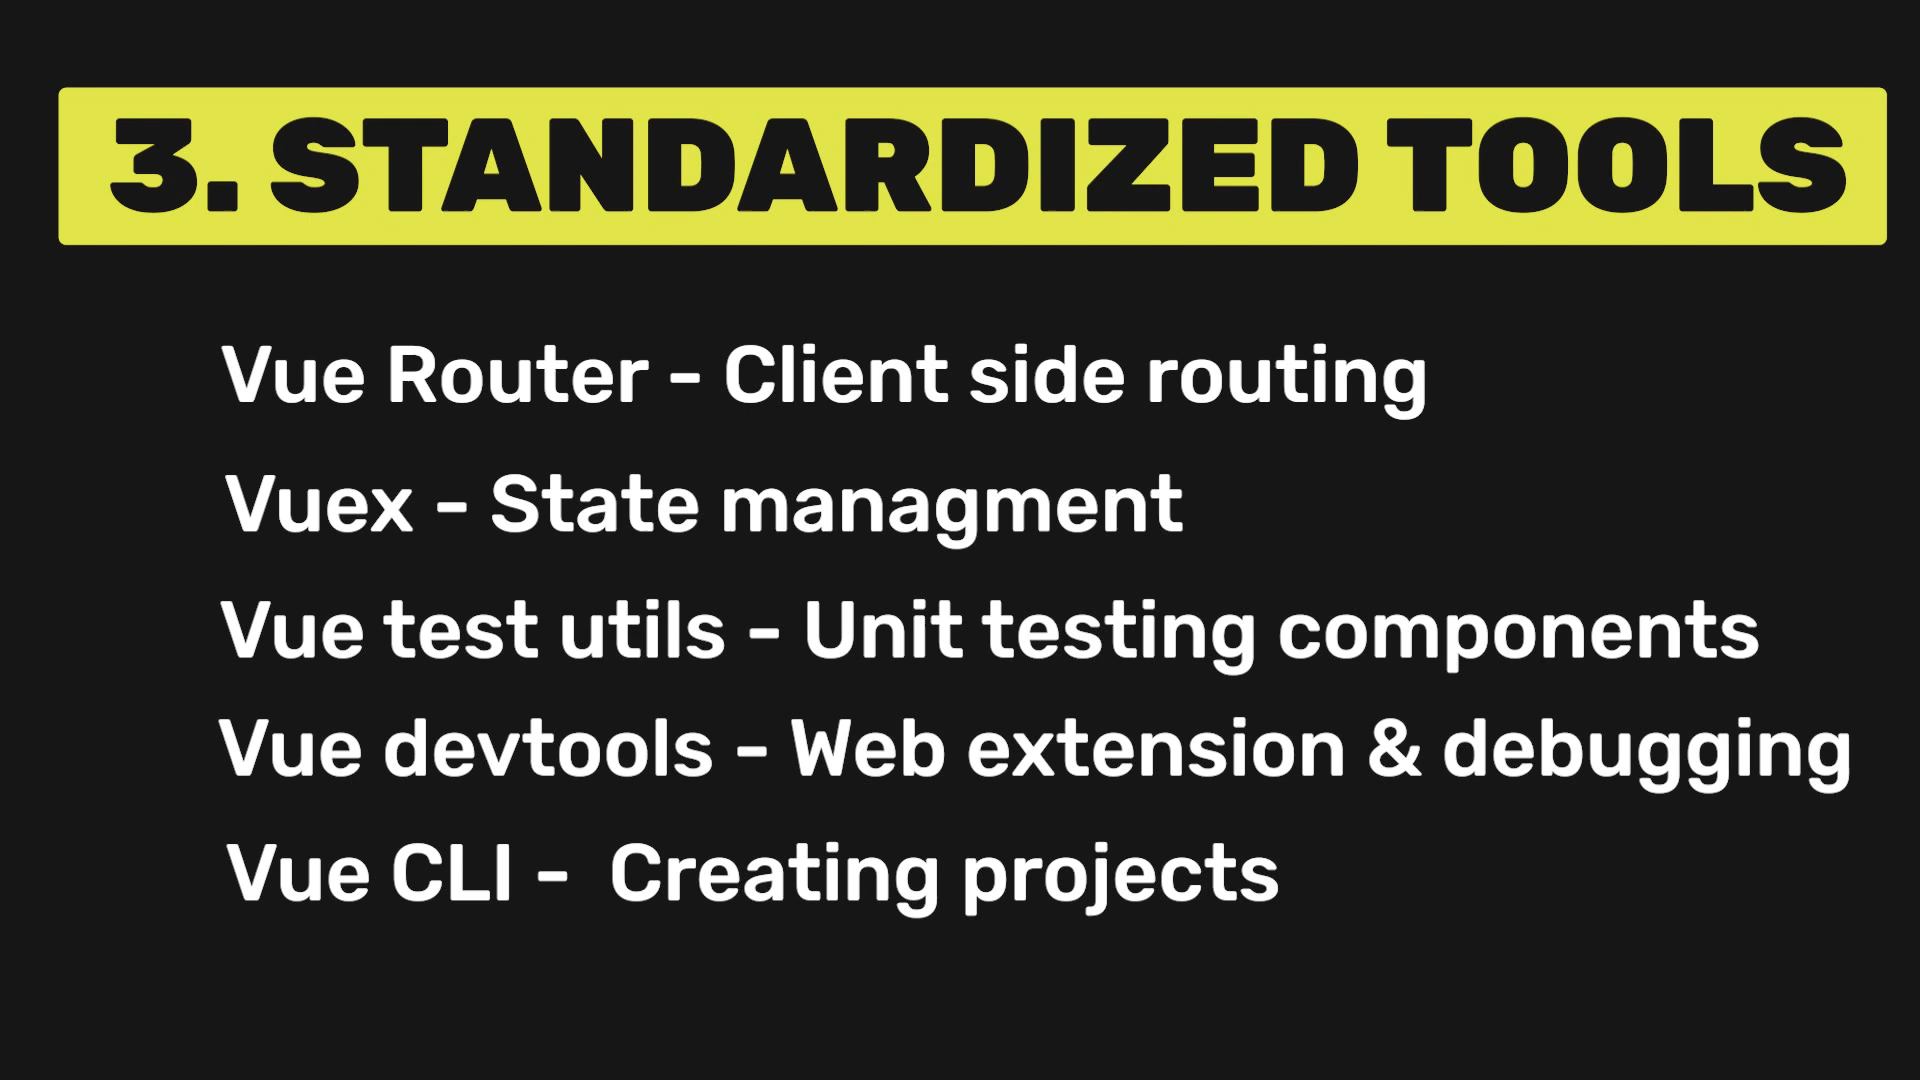 3. STANDARDIZED TOOLS
Vue Router - Client side routing
Vuex - State managment
Vue test utils - Unit testing components
Vue devtools - Web extension & debugging
Vue CLI - Creating projects